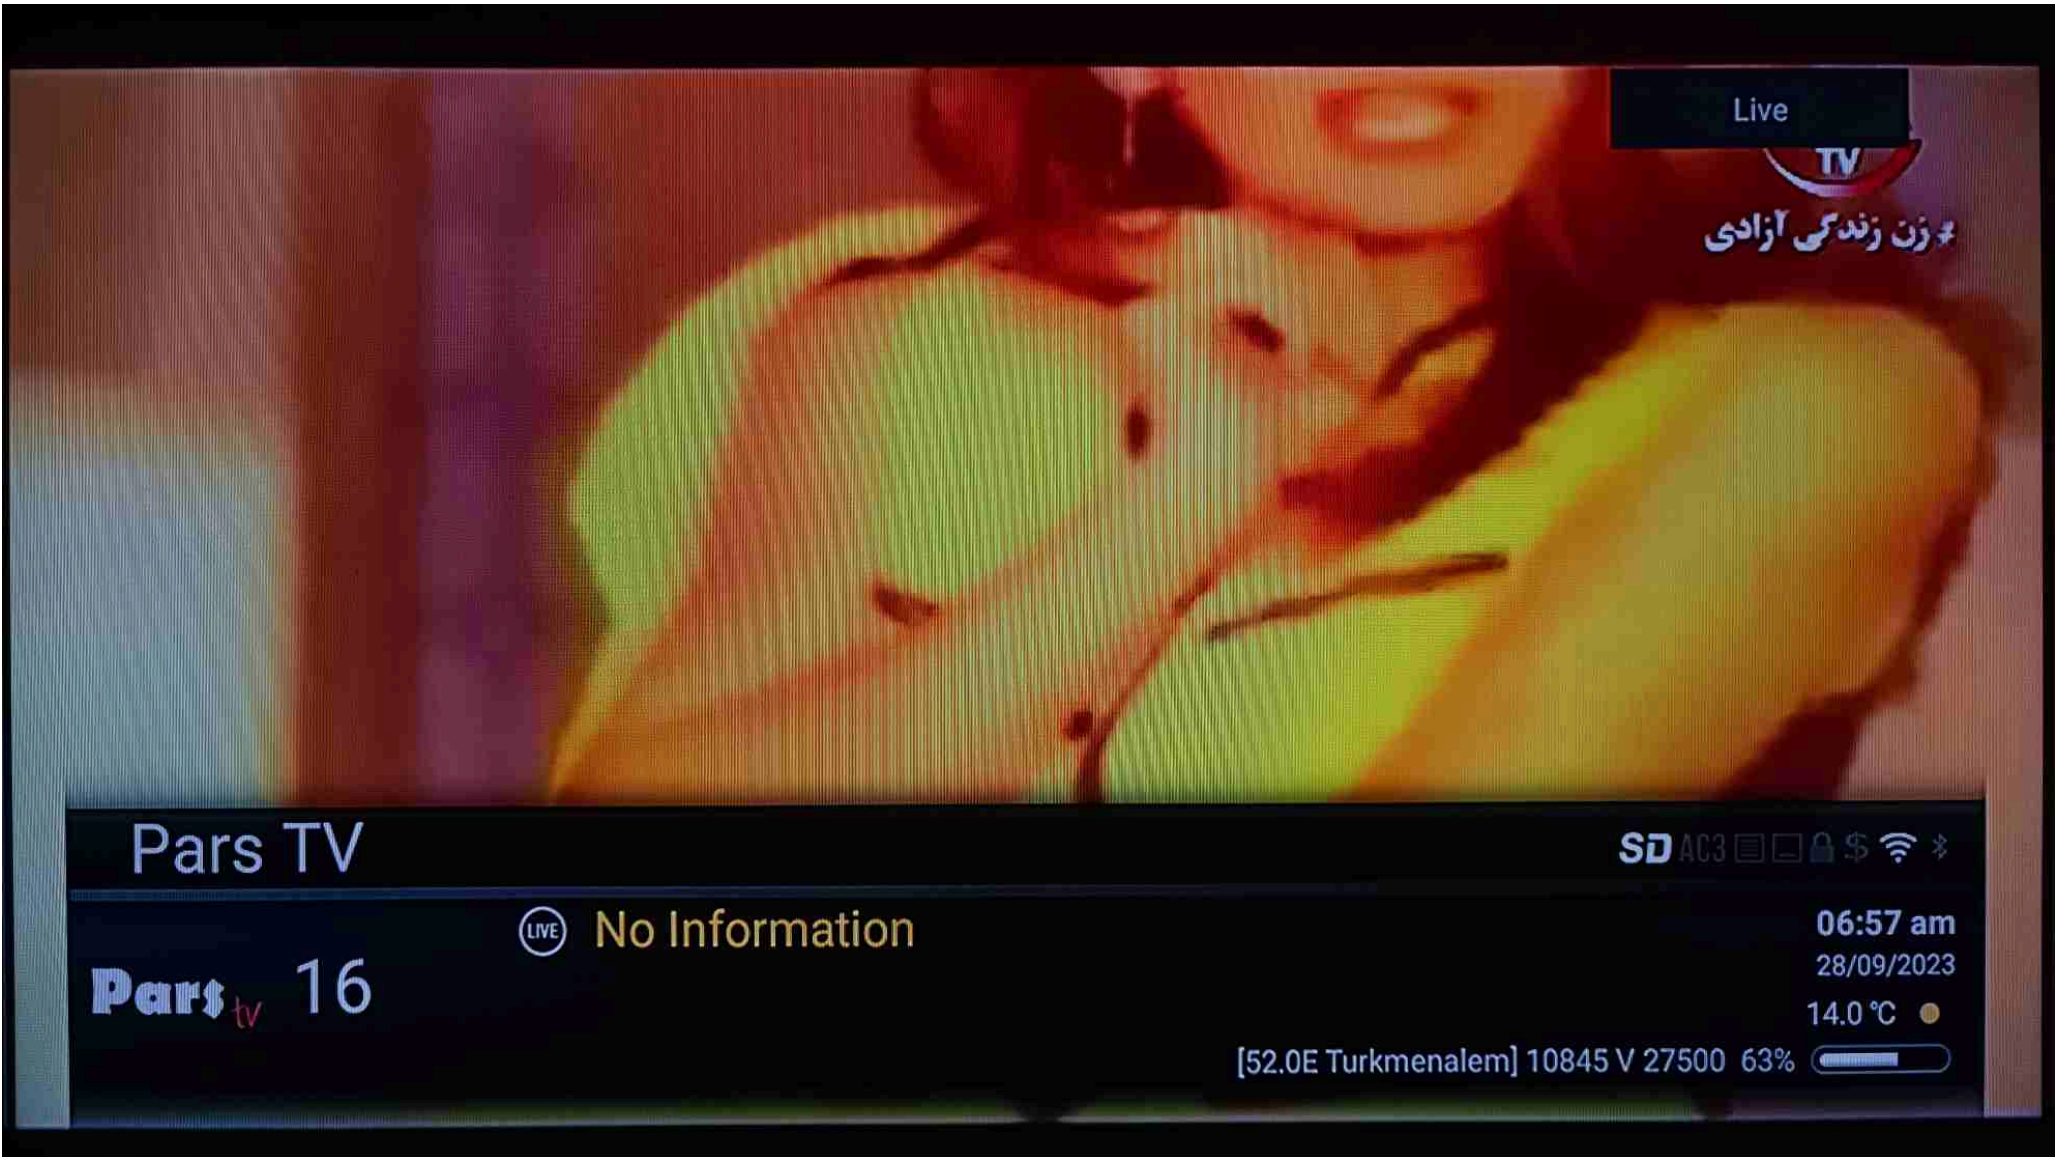 Live
TV
# زن زندگی آزادی
Pars TV
SD AC3 $
LIVE No Information
06:57 am
28/09/2023
Pars tv 16
14.0 °C
[52.0E Turkmenalem] 10845 V 27500 63%